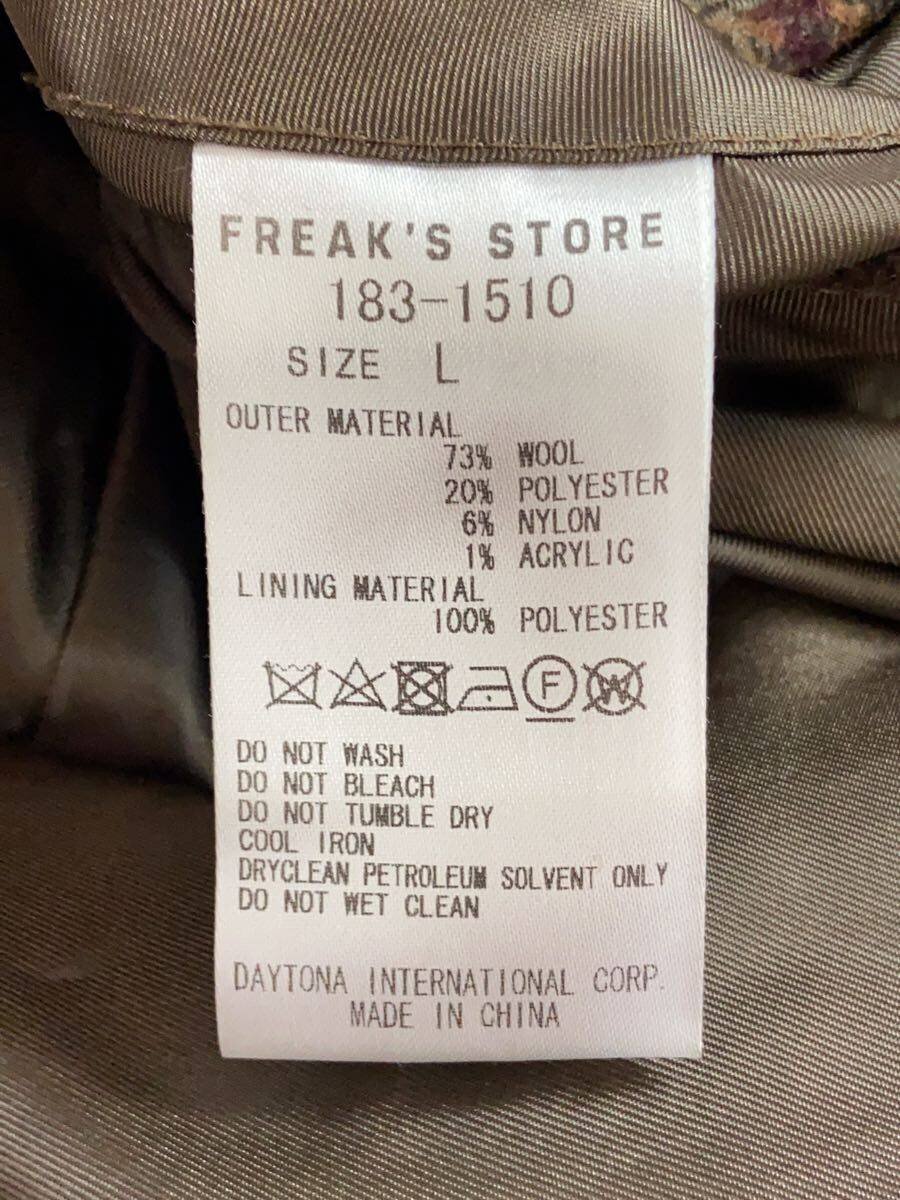 FREAK'S STORE
183-1510
SIZE L
OUTER MATERIAL
73% WOOL
20% POLYESTER
6% NYLON
1% ACRYLIC
LINING MATERIAL
100% POLYESTER
F W
DO NOT WASH
DO NOT BLEACH
DO NOT TUMBLE DRY
COOL IRON
DRYCLEAN PETROLEUM SOLVENT ONLY
DO NOT WET CLEAN
DAYTONA INTERNATIONAL CORP.
MADE IN CHINA